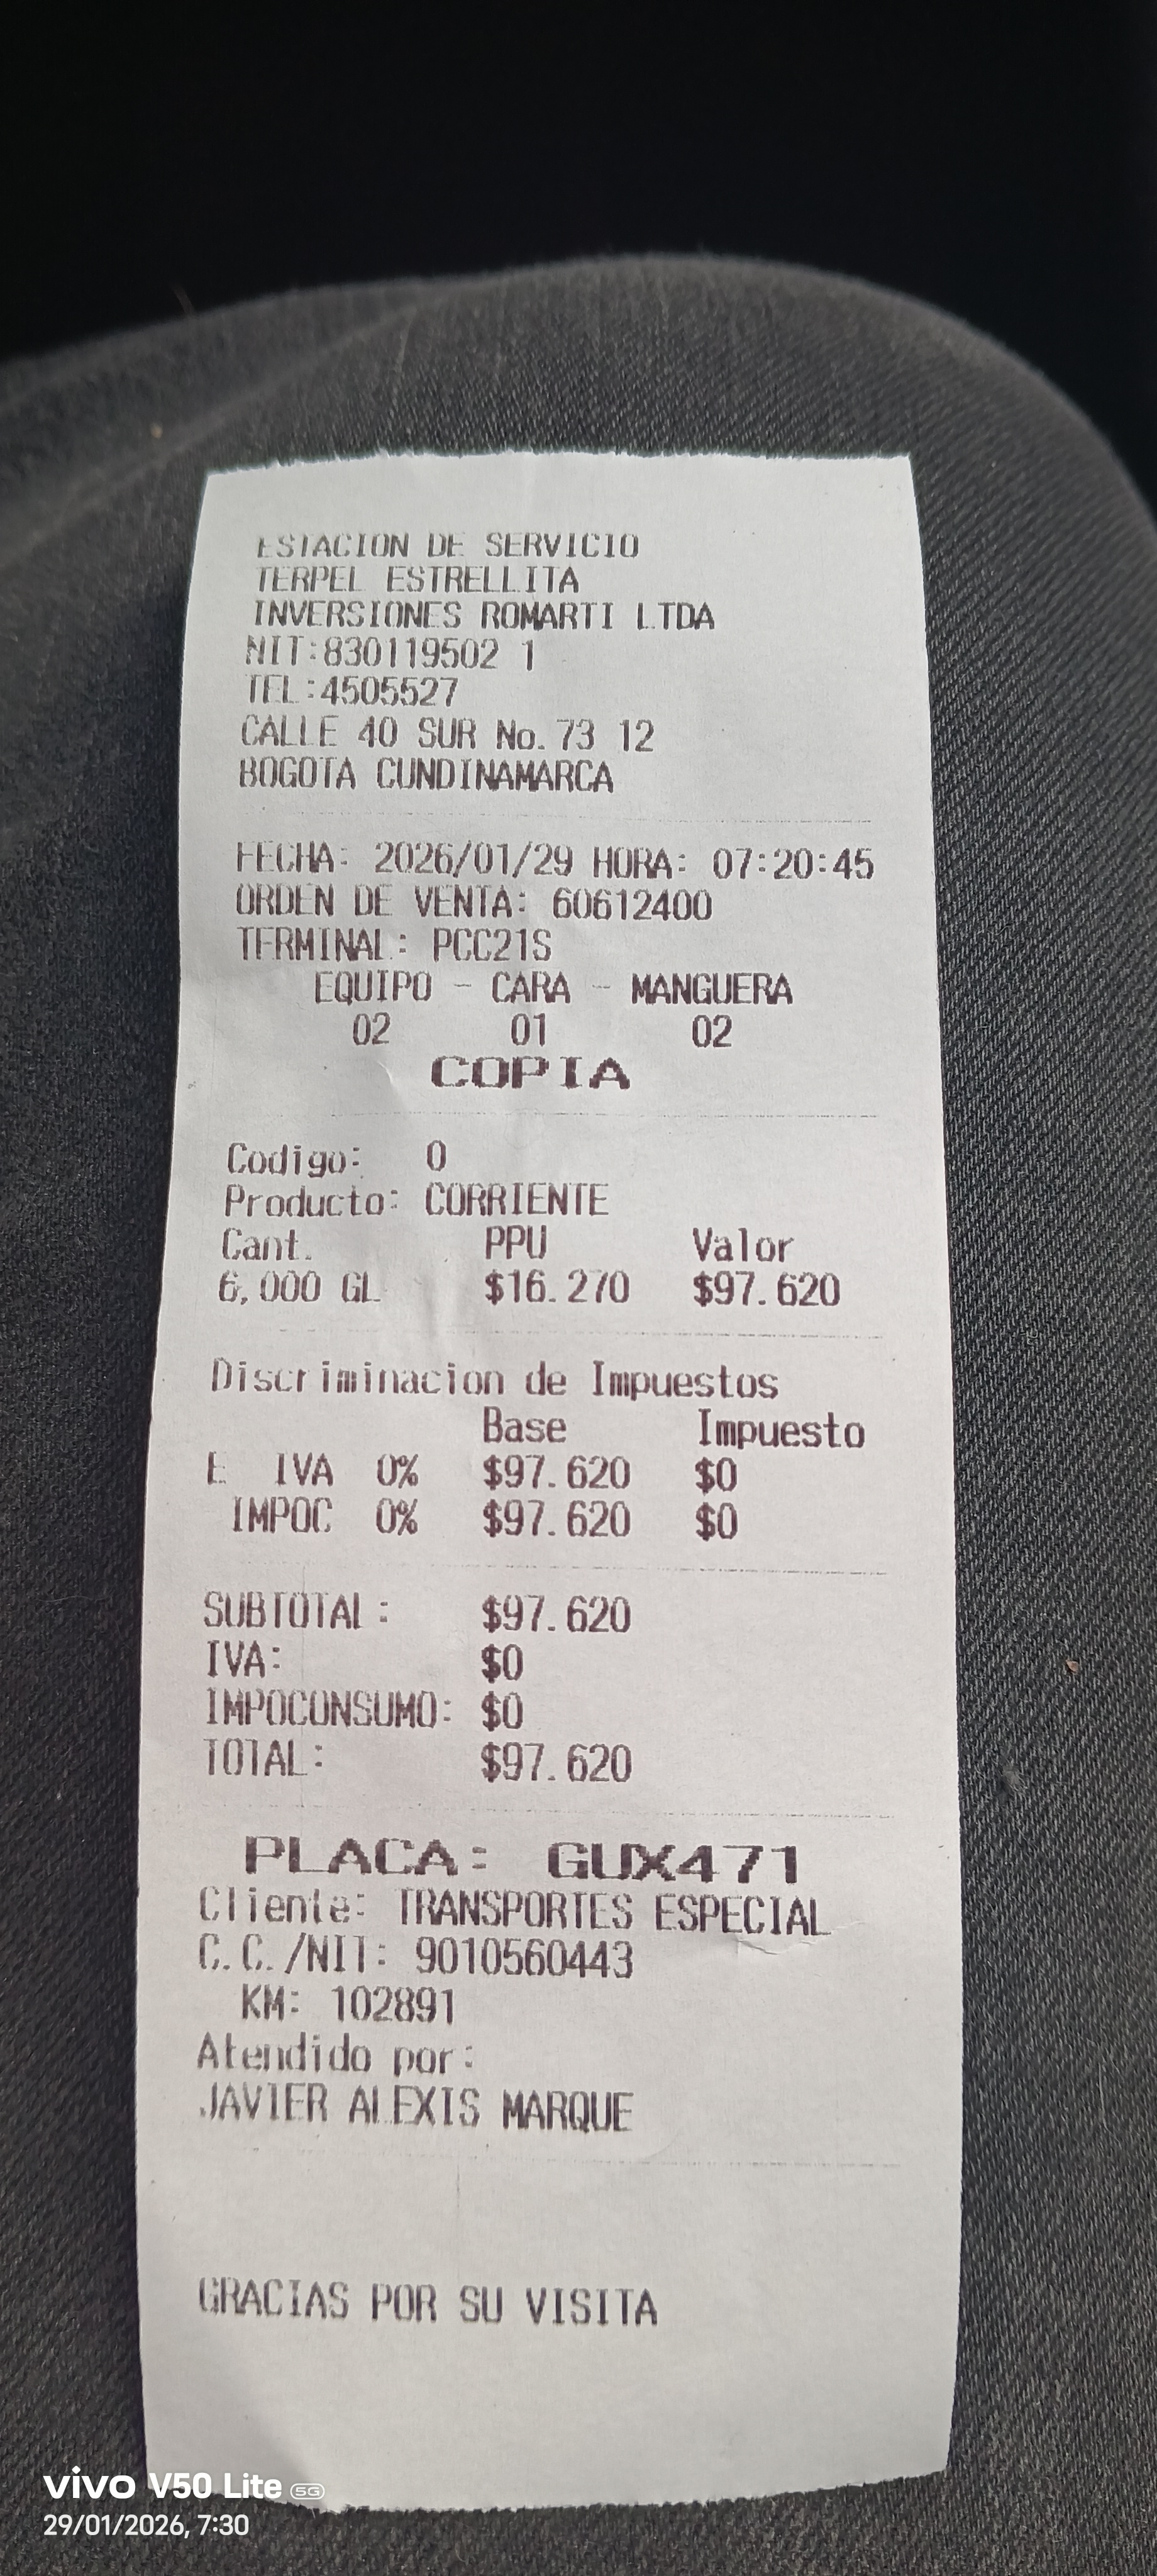 ESTACION DE SERVICIO
TERPEL ESTRELLITA
INVERSIONES ROMARTI LTDA
NIT:830119502 1
TEL:4505527
CALLE 40 SUR No. 73 12
BOGOTA CUNDINAMARCA
FECHA: 2026/01/29 HORA: 07:20:45
ORDEN DE VENTA: 60612400
TERMINAL: PCC21S
EQUIPO - CARA - MANGUERA
02 01 02
COPIA
Codigo: 0
Producto: CORRIENTE
Cant. PPU Valor
6,000 GL $16.270 $97.620
Discriminacion de Impuestos
Base Impuesto
E IVA 0% $97.620 $0
IMPOC 0% $97.620 $0
SUBTOTAL: $97.620
IVA: $0
IMPOCONSUMO: $0
TOTAL: $97.620
PLACA: GUX471
Cliente: TRANSPORTES ESPECIAL
C.C./NIT: 9010560443
KM: 102891
Atendido por:
JAVIER ALEXIS MARQUE
GRACIAS POR SU VISITA
vivo V50 Lite 5G
29/01/2026, 7:30